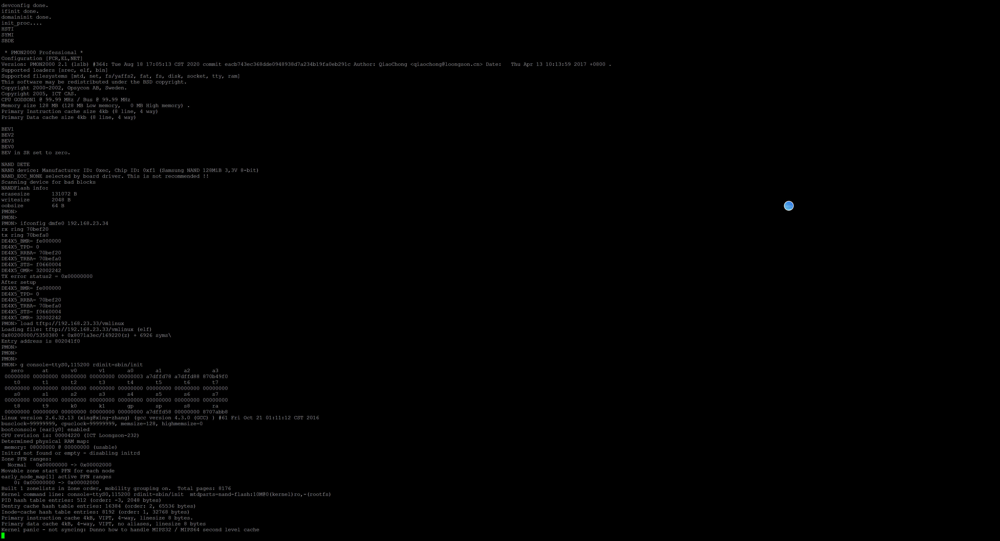 devconfig done.
ifinit done.
domaininit done.
init_proc....
HSTI
SYMI
SBDE
 * PMON2000 Professional *
Configuration [FCR,EL,NET]
Version: PMON2000 2.1 (ls1b) #364: Tue Aug 18 17:05:13 CST 2020 commit eacb743ec368dde0948938d7a234b19fa0eb291c Author: QiaoChong <qiaochong@loongson.cn> Date:   Thu Apr 13 10:13:59 2017 +0800 .
Supported loaders [srec, elf, bin]
Supported filesystems [mtd, net, fs/yaffs2, fat, fs, disk, socket, tty, ram]
This software may be redistributed under the BSD copyright.
Copyright 2000-2002, Opsycon AB, Sweden.
Copyright 2005, ICT CAS.
CPU GODSON1 @ 99.99 MHz / Bus @ 99.99 MHz
Memory size 128 MB (128 MB Low memory,   0 MB High memory) .
Primary Instruction cache size 4kb (8 line, 4 way)
Primary Data cache size 4kb (8 line, 4 way)
BEV1
BEV2
BEV3
BEV0
BEV in SR set to zero.
NAND DETE
NAND device: Manufacturer ID: 0xec, Chip ID: 0xf1 (Samsung NAND 128MiB 3,3V 8-bit)
NAND_ECC_NONE selected by board driver. This is not recommended !!
Scanning device for bad blocks
NANDFlash info:
erasesize       131072 B
writesize       2048 B
oobsize         64 B
PMON>
PMON>
PMON> ifconfig dmfe0 192.168.23.34
rx ring 70bef20
tx ring 70befa0
DE4X5_BMR= fe000000
DE4X5_TPD= 0
DE4X5_RRBA= 70bef20
DE4X5_TRBA= 70befa0
DE4X5_STS= f0660004
DE4X5_OMR= 32002242
TX error status2 = 0x00000000
After setup
DE4X5_BMR= fe000000
DE4X5_TPD= 0
DE4X5_RRBA= 70bef20
DE4X5_TRBA= 70befa0
DE4X5_STS= f0660004
DE4X5_OMR= 32002242
PMON> load tftp://192.168.23.33/vmlinux
Loading file: tftp://192.168.23.33/vmlinux (elf)
0x80200000/5350380 + 0x8071a3ec/169220(z) + 6926 syms\
Entry address is 802041f0
PMON>
PMON>
PMON>
PMON> g console=ttyS0,115200 rdinit=sbin/init
   zero      at       v0       v1       a0       a1       a2       a3
 00000000 00000000 00000000 00000000 00000003 a7dffd78 a7dffd88 870b49f0
    t0       t1       t2       t3       t4       t5       t6       t7
 00000000 00000000 00000000 00000000 00000000 00000000 00000000 00000000
    s0       s1       s2       s3       s4       s5       s6       s7
 00000000 00000000 00000000 00000000 00000000 00000000 00000000 00000000
    t8       t9       k0       k1       gp       sp       s8       ra
 00000000 00000000 00000000 00000000 00000000 a7dffd58 00000000 8707abb8
Linux version 2.6.32.13 (xing@xing-zhang) (gcc version 4.3.0 (GCC) ) #61 Fri Oct 21 01:11:12 CST 2016
busclock=99999999, cpuclock=99999999, memsize=128, highmemsize=0
bootconsole [early0] enabled
CPU revision is: 00004220 (ICT Loongson-232)
Determined physical RAM map:
 memory: 08000000 @ 00000000 (usable)
Initrd not found or empty - disabling initrd
Zone PFN ranges:
  Normal   0x00000000 -> 0x00002000
Movable zone start PFN for each node
early_node_map[1] active PFN ranges
    0: 0x00000000 -> 0x00002000
Built 1 zonelists in Zone order, mobility grouping on.  Total pages: 8176
Kernel command line: console=ttyS0,115200 rdinit=sbin/init  mtdparts=nand-flash:10M@0(kernel)ro,-(rootfs)
PID hash table entries: 512 (order: -3, 2048 bytes)
Dentry cache hash table entries: 16384 (order: 2, 65536 bytes)
Inode-cache hash table entries: 8192 (order: 1, 32768 bytes)
Primary instruction cache 4kB, VIPT, 4-way, linesize 8 bytes.
Primary data cache 4kB, 4-way, VIPT, no aliases, linesize 8 bytes
Kernel panic - not syncing: Dunno how to handle MIPS32 / MIPS64 second level cache